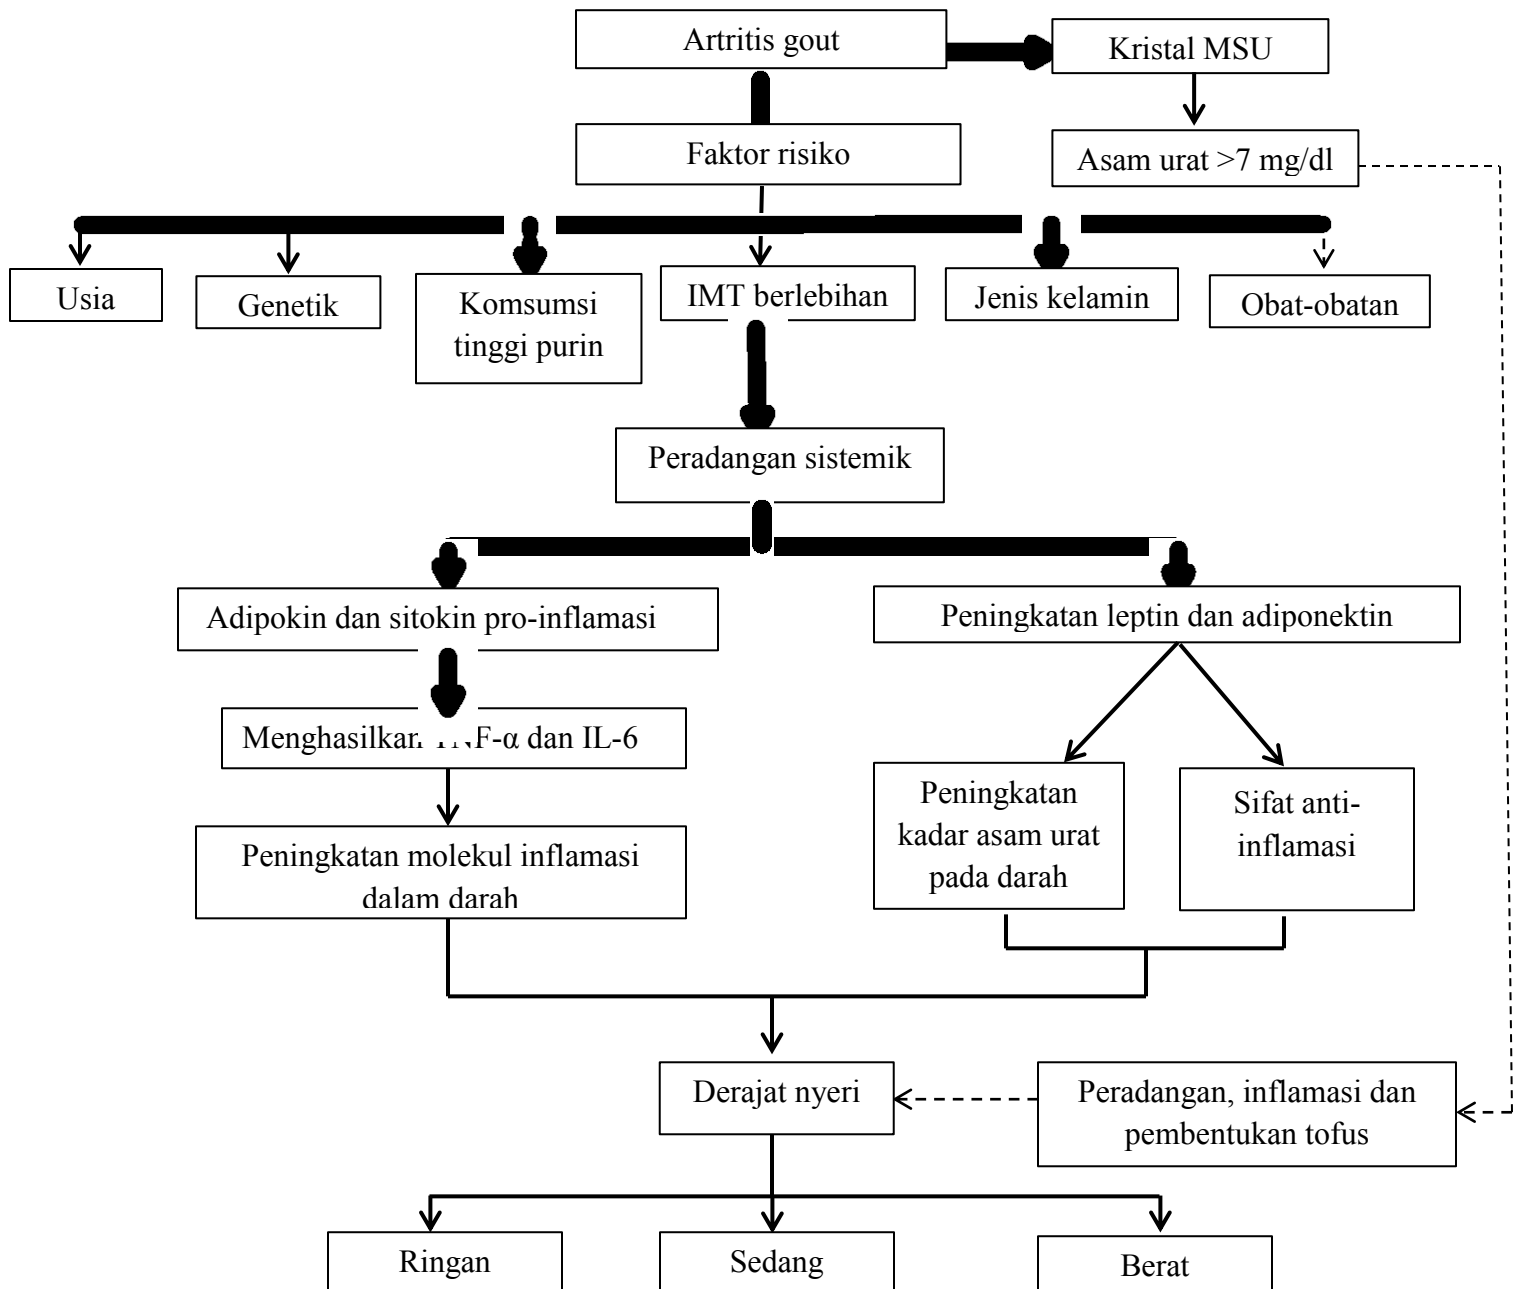 Artritis gout
Kristal MSU
Faktor risiko
Asam urat >7 mg/dl
Usia
Genetik
Komsumsi
tinggi purin
IMT berlebihan
Jenis kelamin
Obat-obatan
Peradangan sistemik
Adipokin dan sitokin pro-inflamasi
Peningkatan leptin dan adiponektin
Menghasilkan TNF-α dan IL-6
Peningkatan
kadar asam urat
pada darah
Sifat anti-
inflamasi
Peningkatan molekul inflamasi
dalam darah
Derajat nyeri
Peradangan, inflamasi dan
pembentukan tofus
Ringan
Sedang
Berat